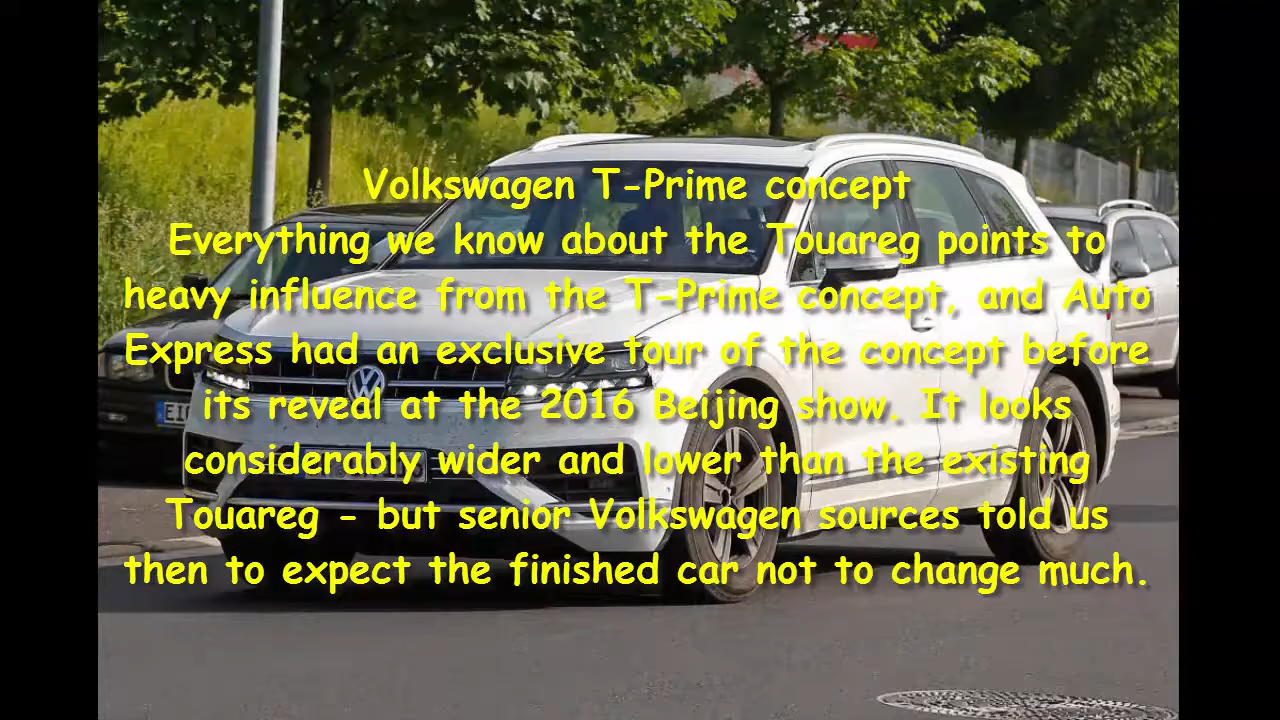 Volkswagen T-Prime concept
Everything we know about the Touareg points to
heavy influence from the T-Prime concept, and Auto
Express had an exclusive tour of the concept before
its reveal at the 2016 Beijing show. It looks
considerably wider and lower than the existing
Touareg - but senior Volkswagen sources told us
then to expect the finished car not to change much.